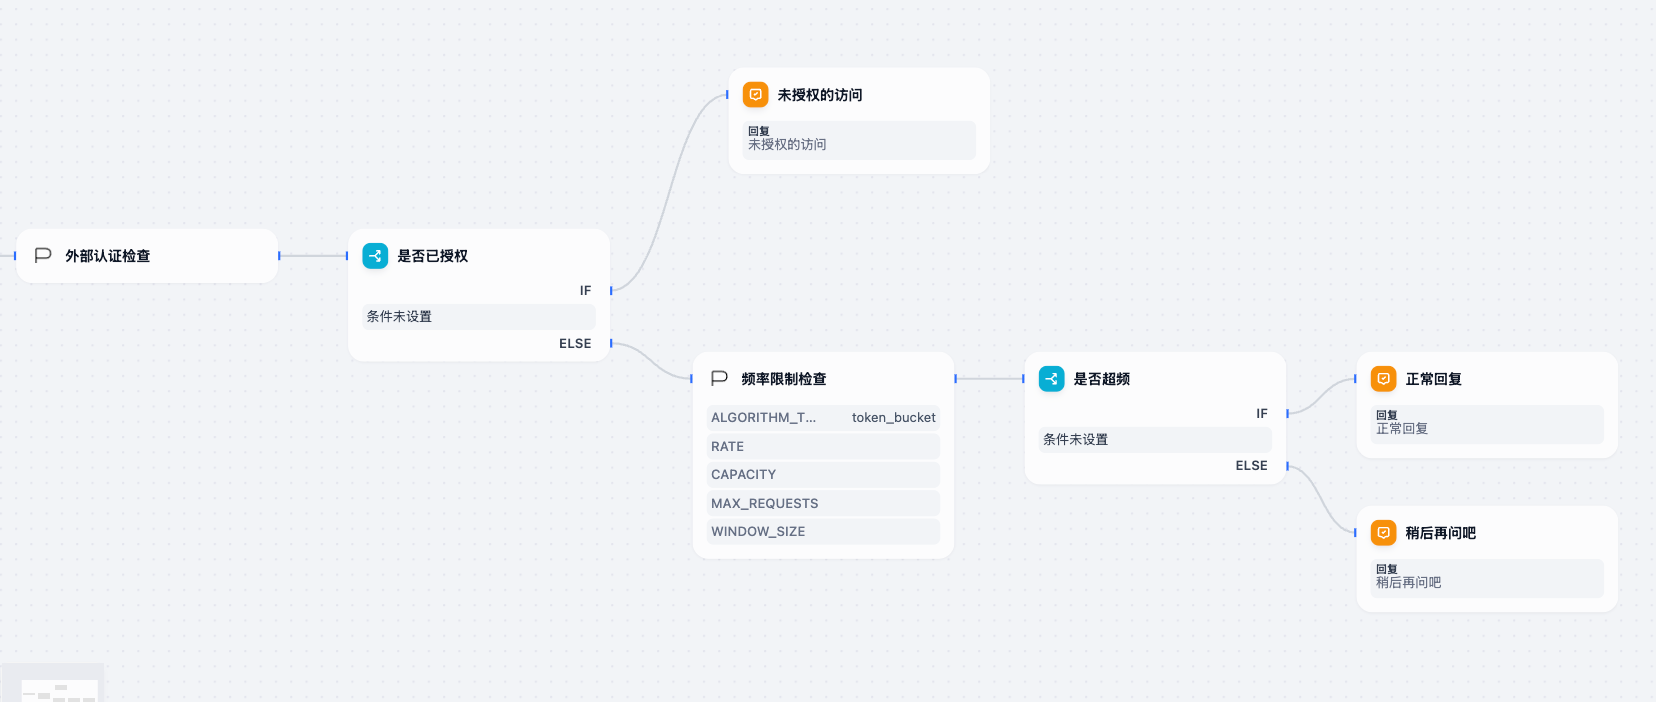 未授权的访问
回复
未授权的访问
外部认证检查
是否已授权
IF
条件未设置
ELSE
频率限制检查
ALGORITHM_T... token_bucket
RATE
CAPACITY
MAX_REQUESTS
WINDOW_SIZE
是否超频
IF
条件未设置
ELSE
正常回复
回复
正常回复
稍后再问吧
回复
稍后再问吧